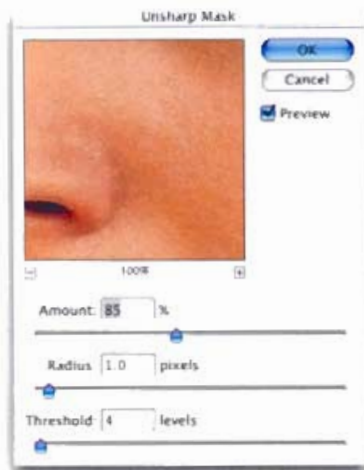 Unsharp Mask
OK
Cancel
Preview
100%
Amount: 85 %
Radius: 1.0 pixels
Threshold: 4 levels